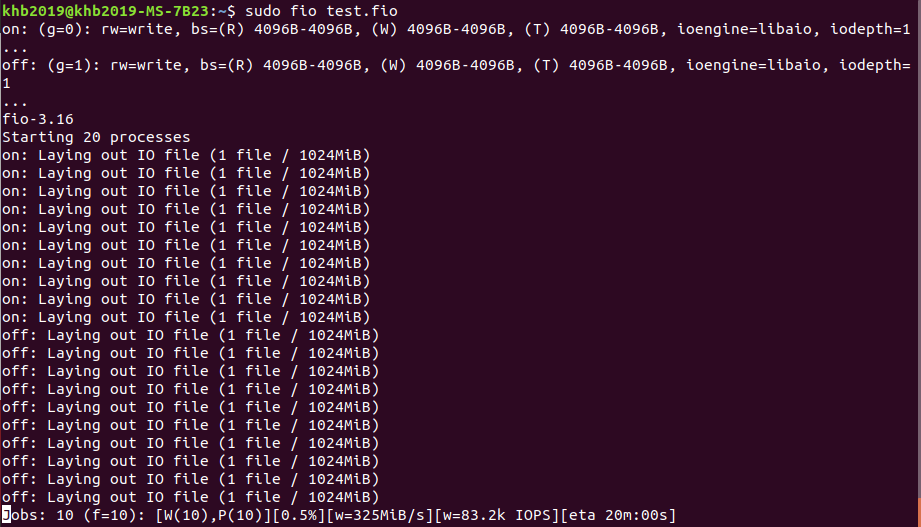 khb2019@khb2019-MS-7B23:~$ sudo fio test.fio
on: (g=0): rw=write, bs=(R) 4096B-4096B, (W) 4096B-4096B, (T) 4096B-4096B, ioengine=libaio, iodepth=1
...
off: (g=1): rw=write, bs=(R) 4096B-4096B, (W) 4096B-4096B, (T) 4096B-4096B, ioengine=libaio, iodepth=
1
...
fio-3.16
Starting 20 processes
on: Laying out IO file (1 file / 1024MiB)
on: Laying out IO file (1 file / 1024MiB)
on: Laying out IO file (1 file / 1024MiB)
on: Laying out IO file (1 file / 1024MiB)
on: Laying out IO file (1 file / 1024MiB)
on: Laying out IO file (1 file / 1024MiB)
on: Laying out IO file (1 file / 1024MiB)
on: Laying out IO file (1 file / 1024MiB)
on: Laying out IO file (1 file / 1024MiB)
on: Laying out IO file (1 file / 1024MiB)
off: Laying out IO file (1 file / 1024MiB)
off: Laying out IO file (1 file / 1024MiB)
off: Laying out IO file (1 file / 1024MiB)
off: Laying out IO file (1 file / 1024MiB)
off: Laying out IO file (1 file / 1024MiB)
off: Laying out IO file (1 file / 1024MiB)
off: Laying out IO file (1 file / 1024MiB)
off: Laying out IO file (1 file / 1024MiB)
off: Laying out IO file (1 file / 1024MiB)
off: Laying out IO file (1 file / 1024MiB)
Jobs: 10 (f=10): [W(10),P(10)][0.5%][w=325MiB/s][w=83.2k IOPS][eta 20m:00s]